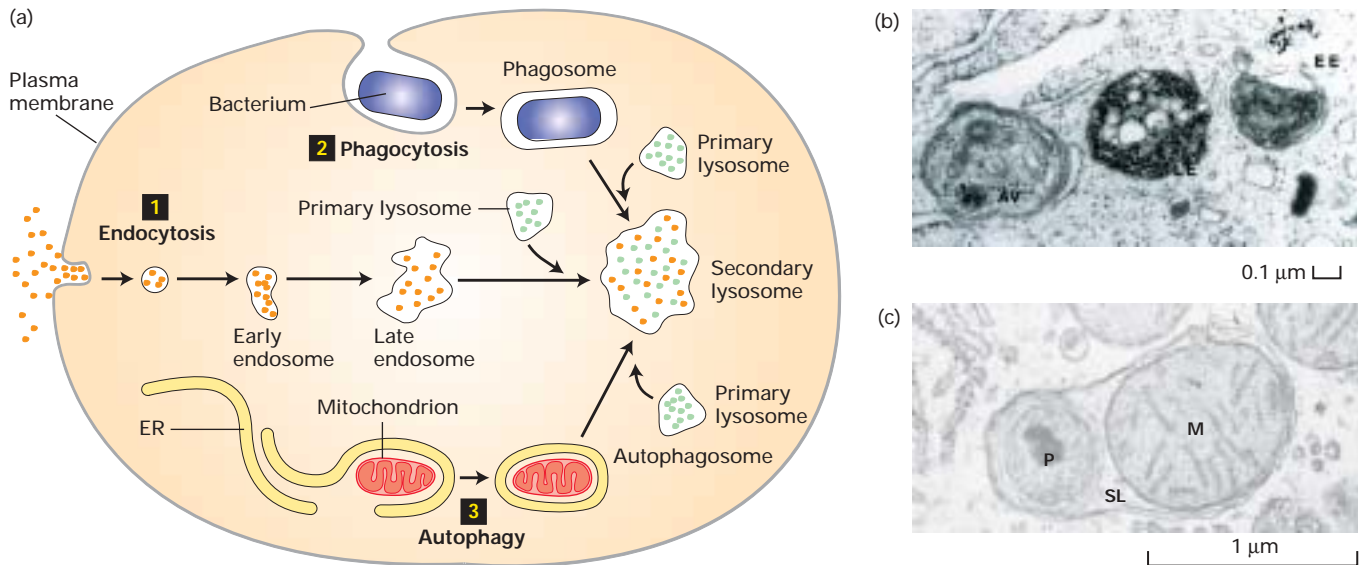 (a)
Plasma
membrane
Bacterium
Phagosome
2 Phagocytosis
Primary
lysosome
Primary lysosome
1
Endocytosis
Secondary
lysosome
Early
endosome
Late
endosome
Mitochondrion
ER
Primary
lysosome
Autophagosome
3
Autophagy
(b)
EE
LE
AV
0.1 μm
(c)
M
P
SL
1 μm